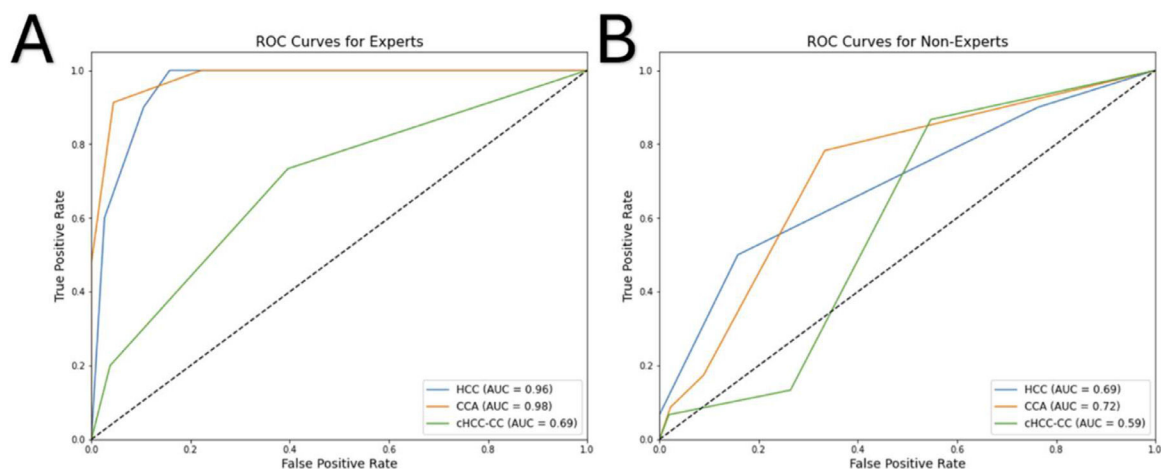 A
ROC Curves for Experts
1.0
0.8
0.6
0.4
0.2
0.0
True Positive Rate
0.0 0.2 0.4 0.6 0.8 1.0
False Positive Rate
HCC (AUC = 0.96)
CCA (AUC = 0.98)
cHCC-CC (AUC = 0.69)
B
ROC Curves for Non-Experts
1.0
0.8
0.6
0.4
0.2
0.0
True Positive Rate
0.0 0.2 0.4 0.6 0.8 1.0
False Positive Rate
HCC (AUC = 0.69)
CCA (AUC = 0.72)
cHCC-CC (AUC = 0.59)